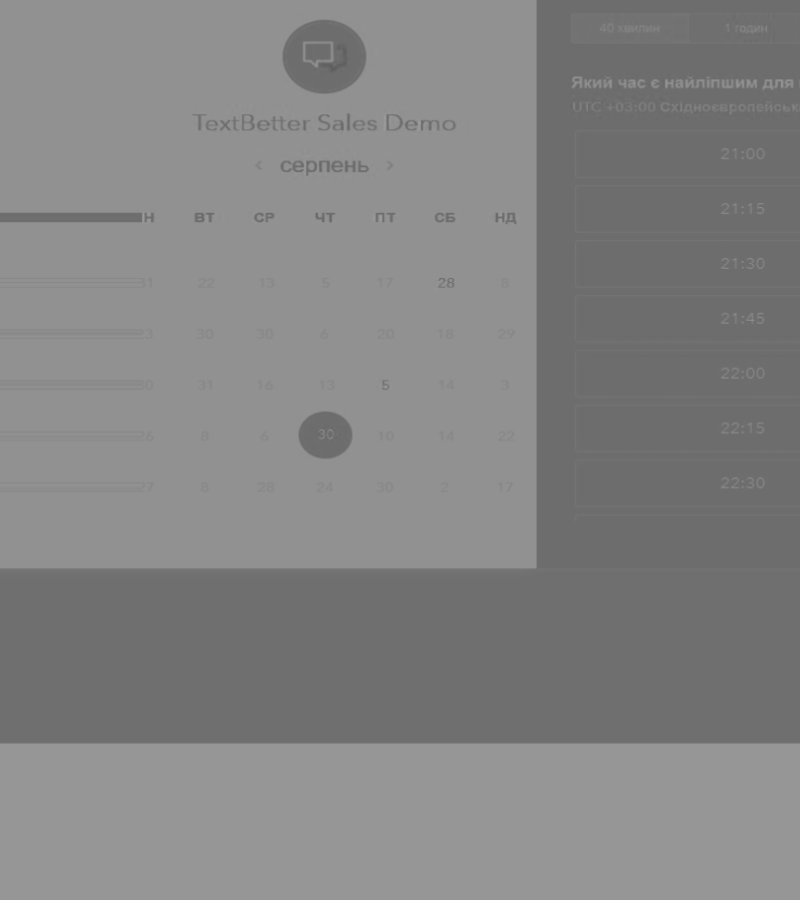 TextBetter Sales Demo
серпень
Н ВТ СР ЧТ ПТ СБ НД
31 22 13 5 17 28 8
23 30 30 6 20 18 29
31 16 13 5 14 3
26 8 6 30 10 14 22
27 8 28 24 30 2 17
40 хвилин 1 годин
Який час є найліпшим для
UTC +03:00 Східноєвропейськ
21:00
21:15
21:30
21:45
22:00
22:15
22:30